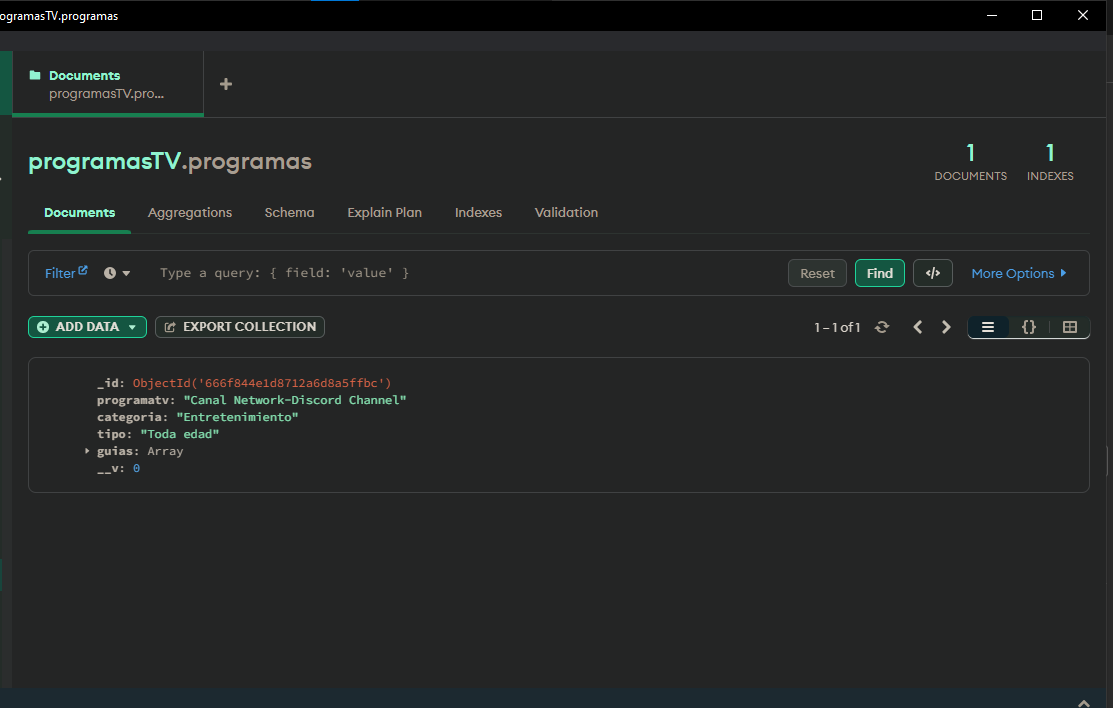 ogramasTV.programas
Documents
programasTV.pro...
programasTV.programas
1
DOCUMENTS
1
INDEXES
Documents
Aggregations
Schema
Explain Plan
Indexes
Validation
Filter
Type a query: { field: 'value' }
Reset
Find
</>
More Options
ADD DATA
EXPORT COLLECTION
1 – 1 of 1
{}
_id: ObjectId('666f844e1d8712a6d8a5ffbc')
programatv: "Canal Network-Discord Channel"
categoria: "Entretenimiento"
tipo: "Toda edad"
guias: Array
__v: 0